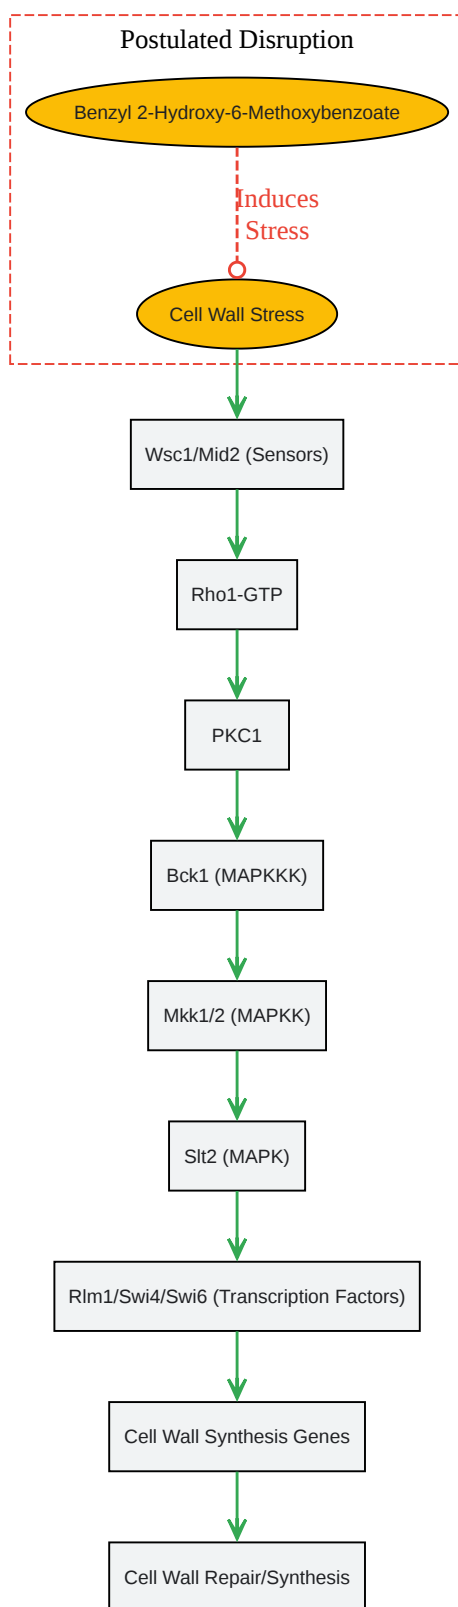 Postulated Disruption
Benzyl 2-Hydroxy-6-Methoxybenzoate
Induces
Stress
Cell Wall Stress
Wsc1/Mid2 (Sensors)
Rho1-GTP
PKC1
Bck1 (MAPKKK)
Mkk1/2 (MAPKK)
Slt2 (MAPK)
Rlm1/Swi4/Swi6 (Transcription Factors)
Cell Wall Synthesis Genes
Cell Wall Repair/Synthesis